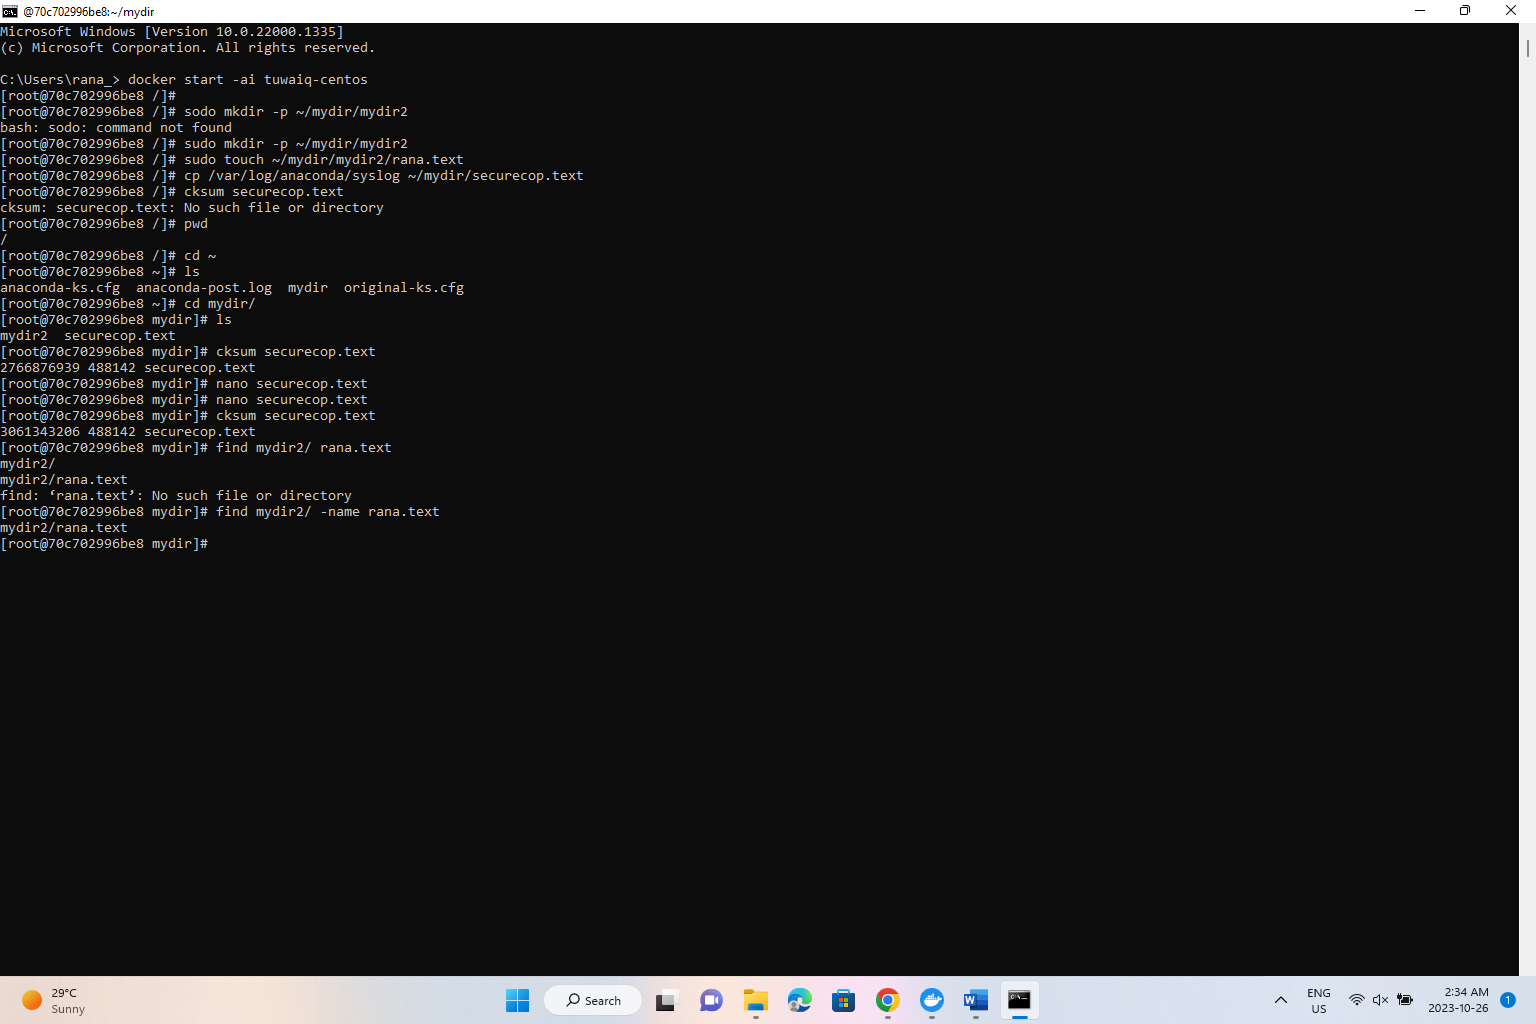 @70c702996be8:~/mydir
Microsoft Windows [Version 10.0.22000.1335]
(c) Microsoft Corporation. All rights reserved.
C:\Users\rana_> docker start -ai tuwaiq-centos
[root@70c702996be8 /]#
[root@70c702996be8 /]# sodo mkdir -p ~/mydir/mydir2
bash: sodo: command not found
[root@70c702996be8 /]# sudo mkdir -p ~/mydir/mydir2
[root@70c702996be8 /]# sudo touch ~/mydir/mydir2/rana.text
[root@70c702996be8 /]# cp /var/log/anaconda/syslog ~/mydir/securecop.text
[root@70c702996be8 /]# cksum securecop.text
cksum: securecop.text: No such file or directory
[root@70c702996be8 /]# pwd
/
[root@70c702996be8 /]# cd ~
[root@70c702996be8 ~]# ls
anaconda-ks.cfg  anaconda-post.log  mydir  original-ks.cfg
[root@70c702996be8 ~]# cd mydir/
[root@70c702996be8 mydir]# ls
mydir2  securecop.text
[root@70c702996be8 mydir]# cksum securecop.text
2766876939 488142 securecop.text
[root@70c702996be8 mydir]# nano securecop.text
[root@70c702996be8 mydir]# nano securecop.text
[root@70c702996be8 mydir]# cksum securecop.text
3061343206 488142 securecop.text
[root@70c702996be8 mydir]# find mydir2/ rana.text
mydir2/
mydir2/rana.text
find: ‘rana.text’: No such file or directory
[root@70c702996be8 mydir]# find mydir2/ -name rana.text
mydir2/rana.text
[root@70c702996be8 mydir]#
29°C
Sunny
Search
ENG
US
2:34 AM
2023-10-26
1